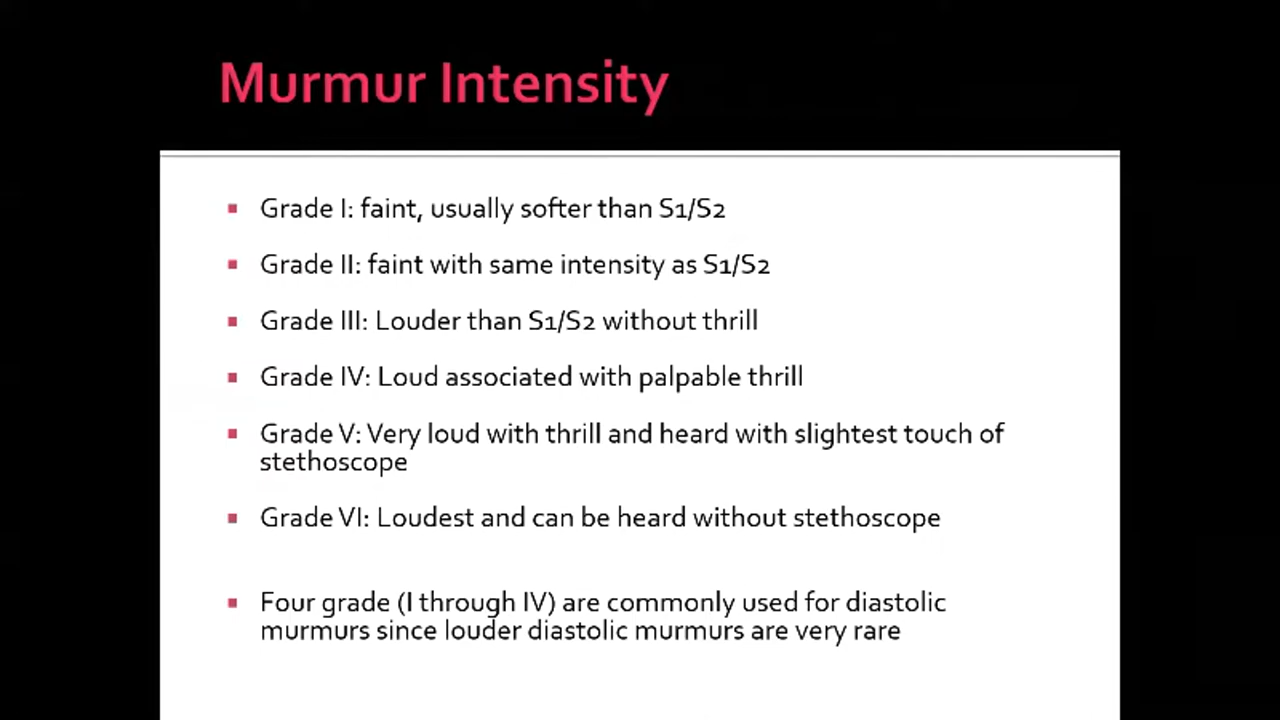 Murmur Intensity
▪ Grade I: faint, usually softer than S1/S2
▪ Grade II: faint with same intensity as S1/S2
▪ Grade III: Louder than S1/S2 without thrill
▪ Grade IV: Loud associated with palpable thrill
▪ Grade V: Very loud with thrill and heard with slightest touch of
stethoscope
▪ Grade VI: Loudest and can be heard without stethoscope
▪ Four grade (I through IV) are commonly used for diastolic
murmurs since louder diastolic murmurs are very rare